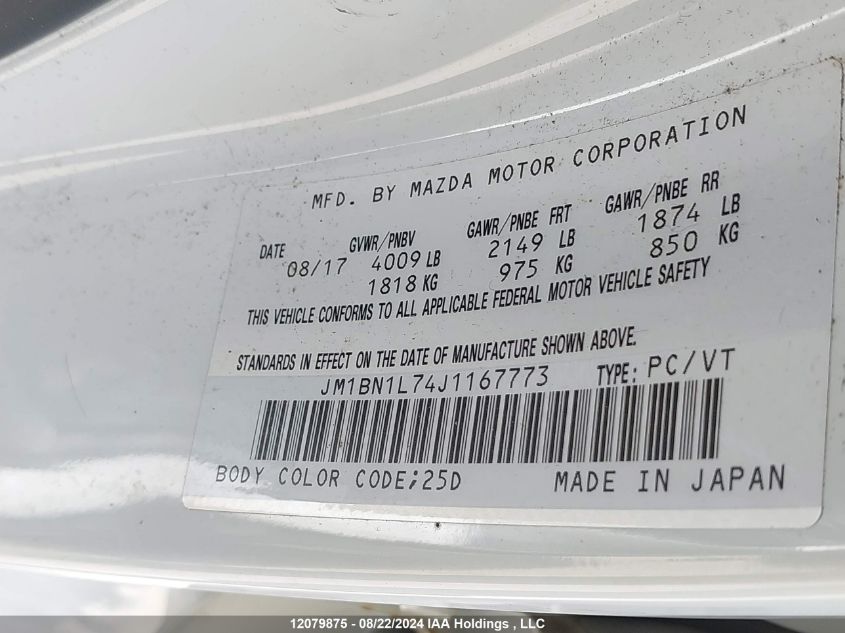 MFD. BY MAZDA MOTOR CORPORATION
DATE GVWR/PNBV GAWR/PNBE FRT GAWR/PNBE RR
08/17 4009 LB 2149 LB 1874 LB
1818 KG 975 KG 850 KG
THIS VEHICLE CONFORMS TO ALL APPLICABLE FEDERAL MOTOR VEHICLE SAFETY
STANDARDS IN EFFECT ON THE DATE OF MANUFACTURE SHOWN ABOVE.
JM1BN1L74J1167773 TYPE: PC/VT
BODY COLOR CODE;25D MADE IN JAPAN
12079875 - 08/22/2024 IAA Holdings , LLC